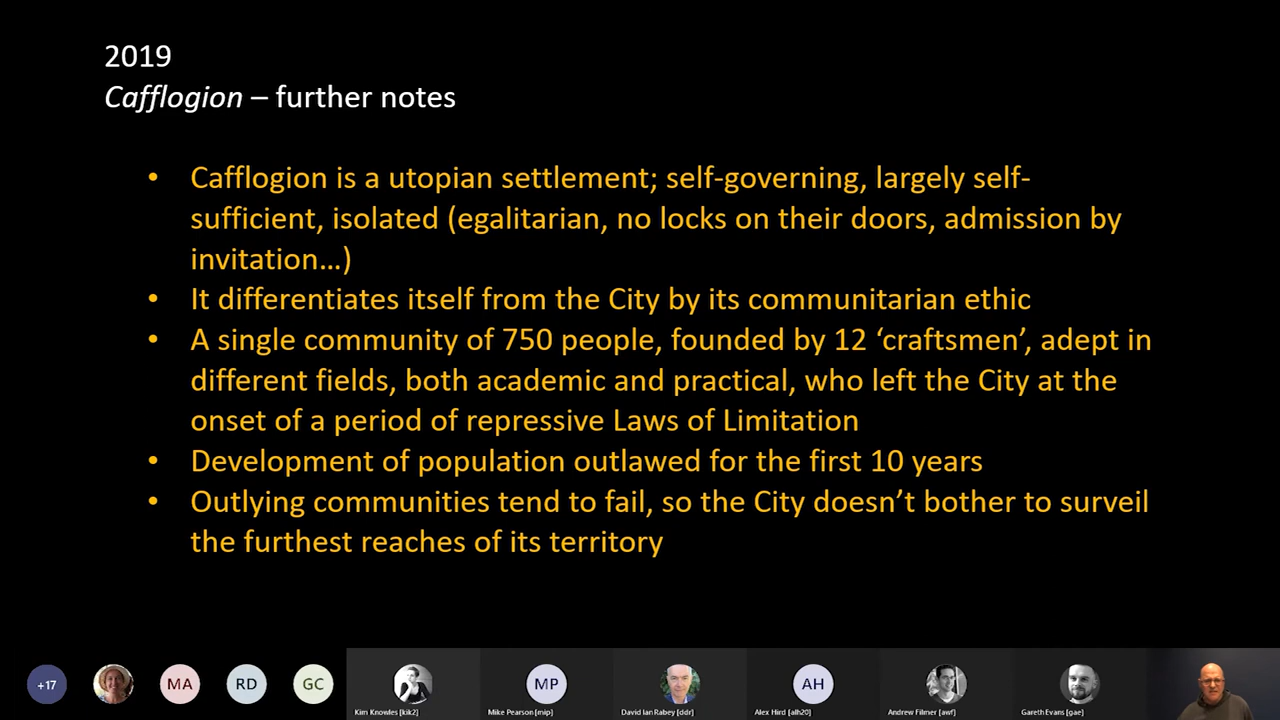 2019
Cafflogion – further notes
• Cafflogion is a utopian settlement; self-governing, largely self-
sufficient, isolated (egalitarian, no locks on their doors, admission by
invitation…)
• It differentiates itself from the City by its communitarian ethic
• A single community of 750 people, founded by 12 ‘craftsmen’, adept in
different fields, both academic and practical, who left the City at the
onset of a period of repressive Laws of Limitation
• Development of population outlawed for the first 10 years
• Outlying communities tend to fail, so the City doesn’t bother to surveil
the furthest reaches of its territory
+17 MA RD GC MP AH
Kim Knowles [kik2] Mike Pearson [mip] David Ian Rabey [ddr] Alex Hird [alh20] Andrew Filmer [awf] Gareth Evans [gae]